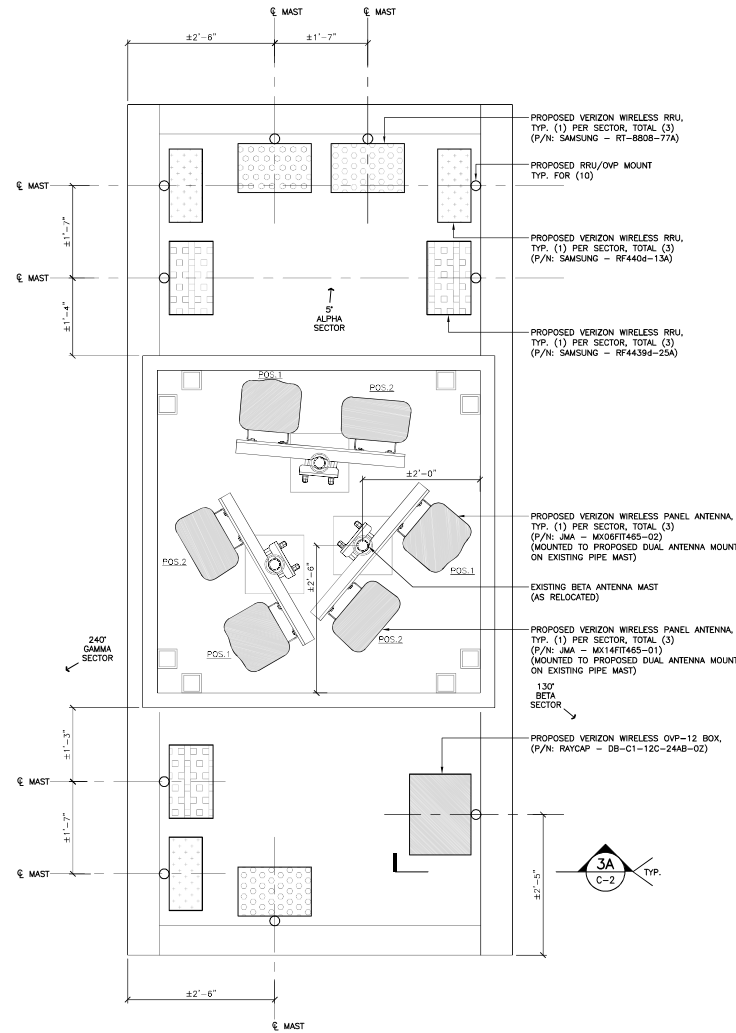 ℄ MAST
℄ MAST
±2'-6"
±1'-7"
PROPOSED VERIZON WIRELESS RRU,
TYP. (1) PER SECTOR, TOTAL (3)
(P/N: SAMSUNG - RT-8808-77A)
PROPOSED RRU/OVP MOUNT
TYP. FOR (10)
℄ MAST
±1'-7"
PROPOSED VERIZON WIRELESS RRU,
TYP. (1) PER SECTOR, TOTAL (3)
(P/N: SAMSUNG - RF440d-13A)
℄ MAST
±1'-4"
5°
ALPHA
SECTOR
PROPOSED VERIZON WIRELESS RRU,
TYP. (1) PER SECTOR, TOTAL (3)
(P/N: SAMSUNG - RF4439d-25A)
POS.1
POS.2
±2'-0"
PROPOSED VERIZON WIRELESS PANEL ANTENNA,
TYP. (1) PER SECTOR, TOTAL (3)
(P/N: JMA - MX06FIT465-02)
(MOUNTED TO PROPOSED DUAL ANTENNA MOUNT
ON EXISTING PIPE MAST)
POS.2
POS.1
±2'-6"
EXISTING BETA ANTENNA MAST
(AS RELOCATED)
POS.1
POS.2
PROPOSED VERIZON WIRELESS PANEL ANTENNA,
TYP. (1) PER SECTOR, TOTAL (3)
(P/N: JMA - MX14FIT465-01)
(MOUNTED TO PROPOSED DUAL ANTENNA MOUNT
ON EXISTING PIPE MAST)
240°
GAMMA
SECTOR
130°
BETA
SECTOR
±1'-3"
PROPOSED VERIZON WIRELESS OVP-12 BOX,
(P/N: RAYCAP - DB-C1-12C-24AB-0Z)
℄ MAST
±1'-7"
℄ MAST
3A
C-2
TYP.
±2'-5"
±2'-6"
℄ MAST